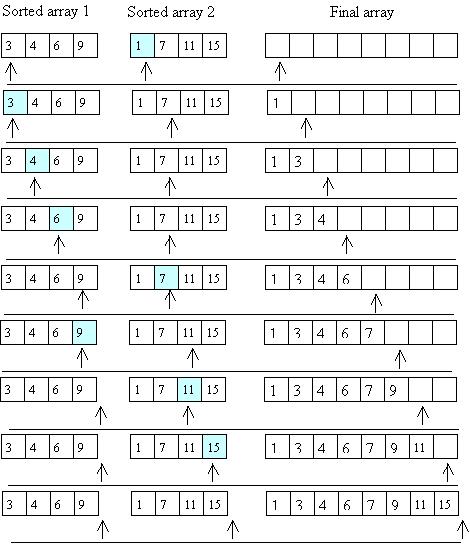 Sorted array 1 Sorted array 2 Final array
3 4 6 9 1 7 11 15
3 4 6 9 1 7 11 15 1
3 4 6 9 1 7 11 15 1 3
3 4 6 9 1 7 11 15 1 3 4
3 4 6 9 1 7 11 15 1 3 4 6
3 4 6 9 1 7 11 15 1 3 4 6 7
3 4 6 9 1 7 11 15 1 3 4 6 7 9
3 4 6 9 1 7 11 15 1 3 4 6 7 9 11
3 4 6 9 1 7 11 15 1 3 4 6 7 9 11 15